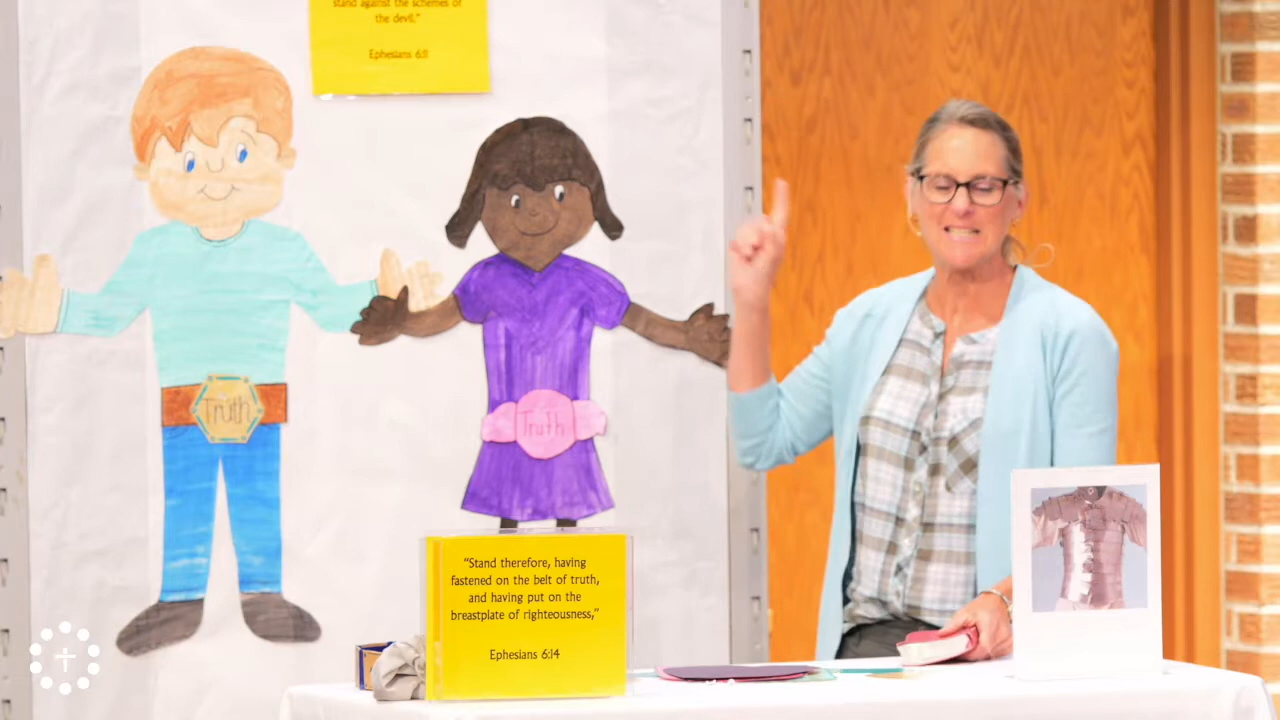 stand against the schemes of
the devil."
Ephesians 6:11
Truth
Truth
"Stand therefore, having
fastened on the belt of truth,
and having put on the
breastplate of righteousness,"
Ephesians 6:14